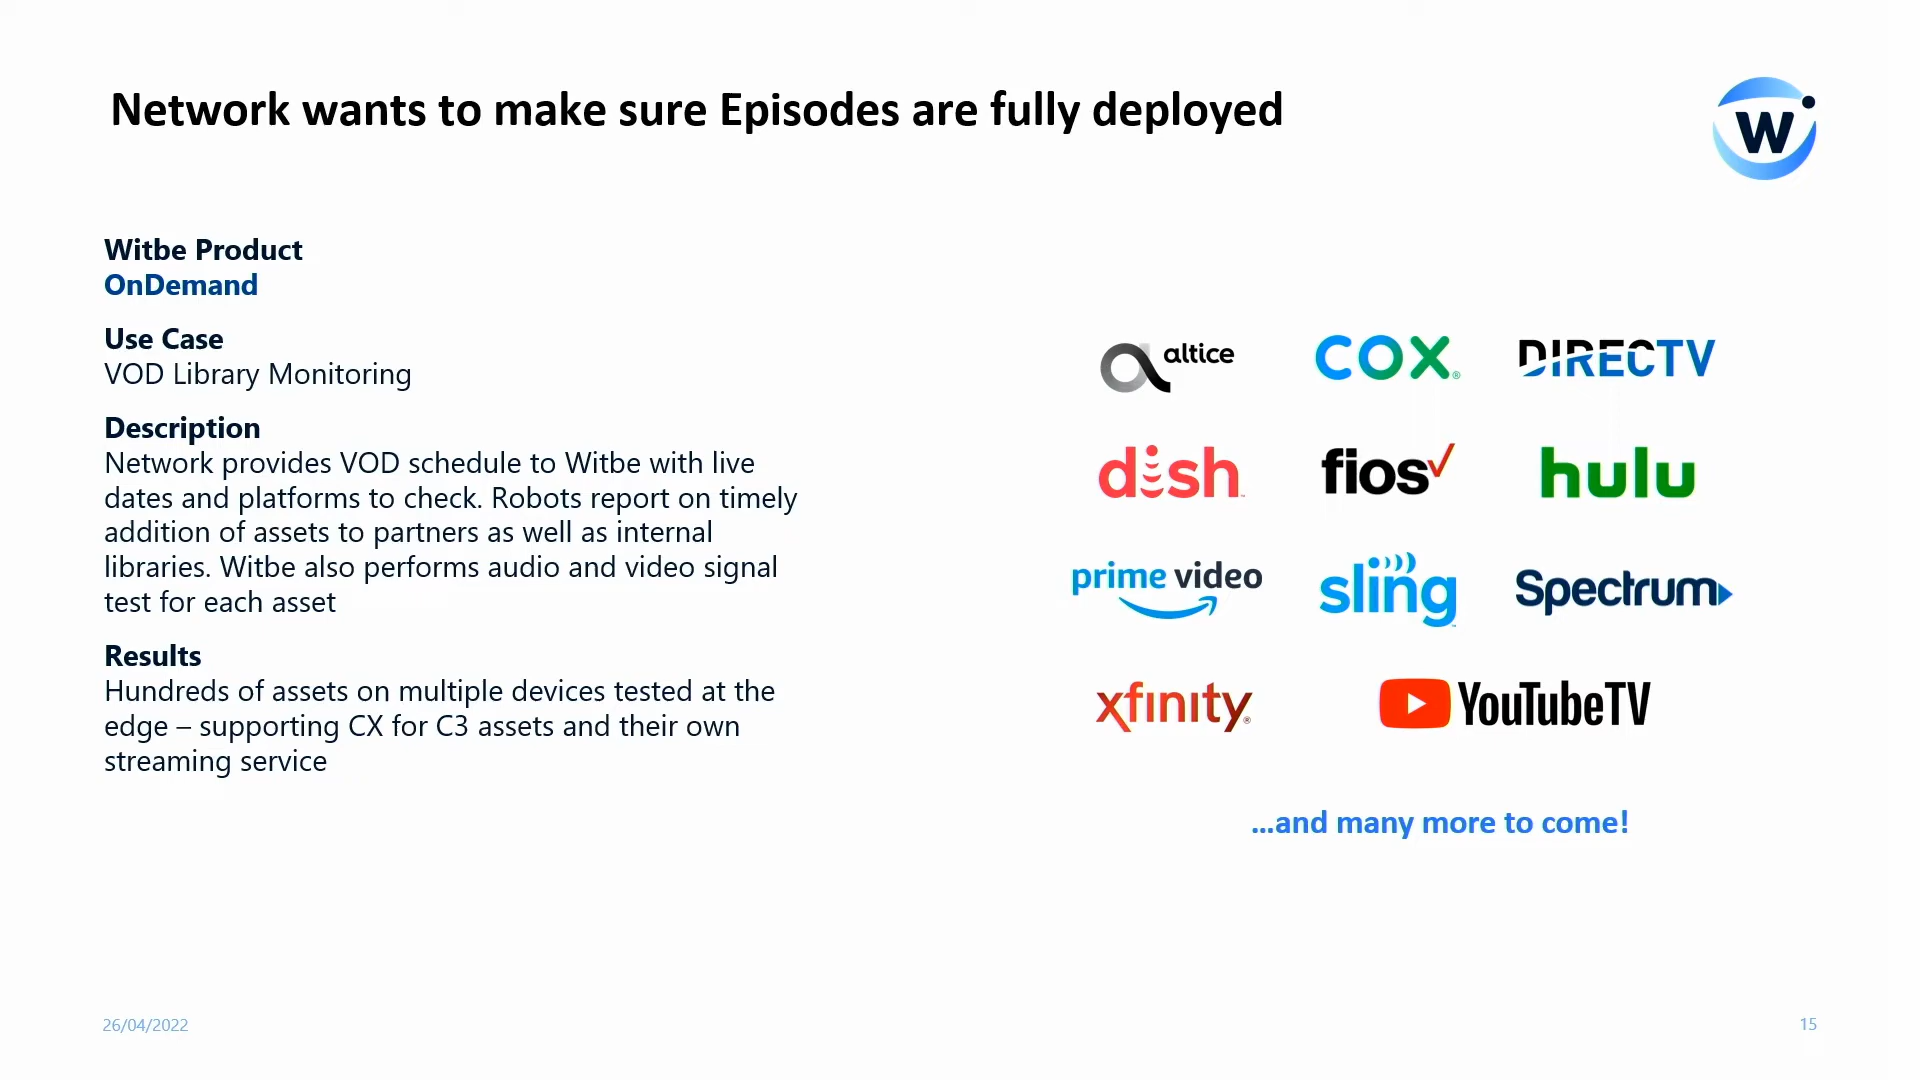 Network wants to make sure Episodes are fully deployed
W
Witbe Product
OnDemand
Use Case
VOD Library Monitoring
Description
Network provides VOD schedule to Witbe with live
dates and platforms to check. Robots report on timely
addition of assets to partners as well as internal
libraries. Witbe also performs audio and video signal
test for each asset
Results
Hundreds of assets on multiple devices tested at the
edge – supporting CX for C3 assets and their own
streaming service
altice
COX®
DIRECTV
dish
fios
hulu
prime video
sling
Spectrum
xfinity®
YouTubeTV
...and many more to come!
26/04/2022
15